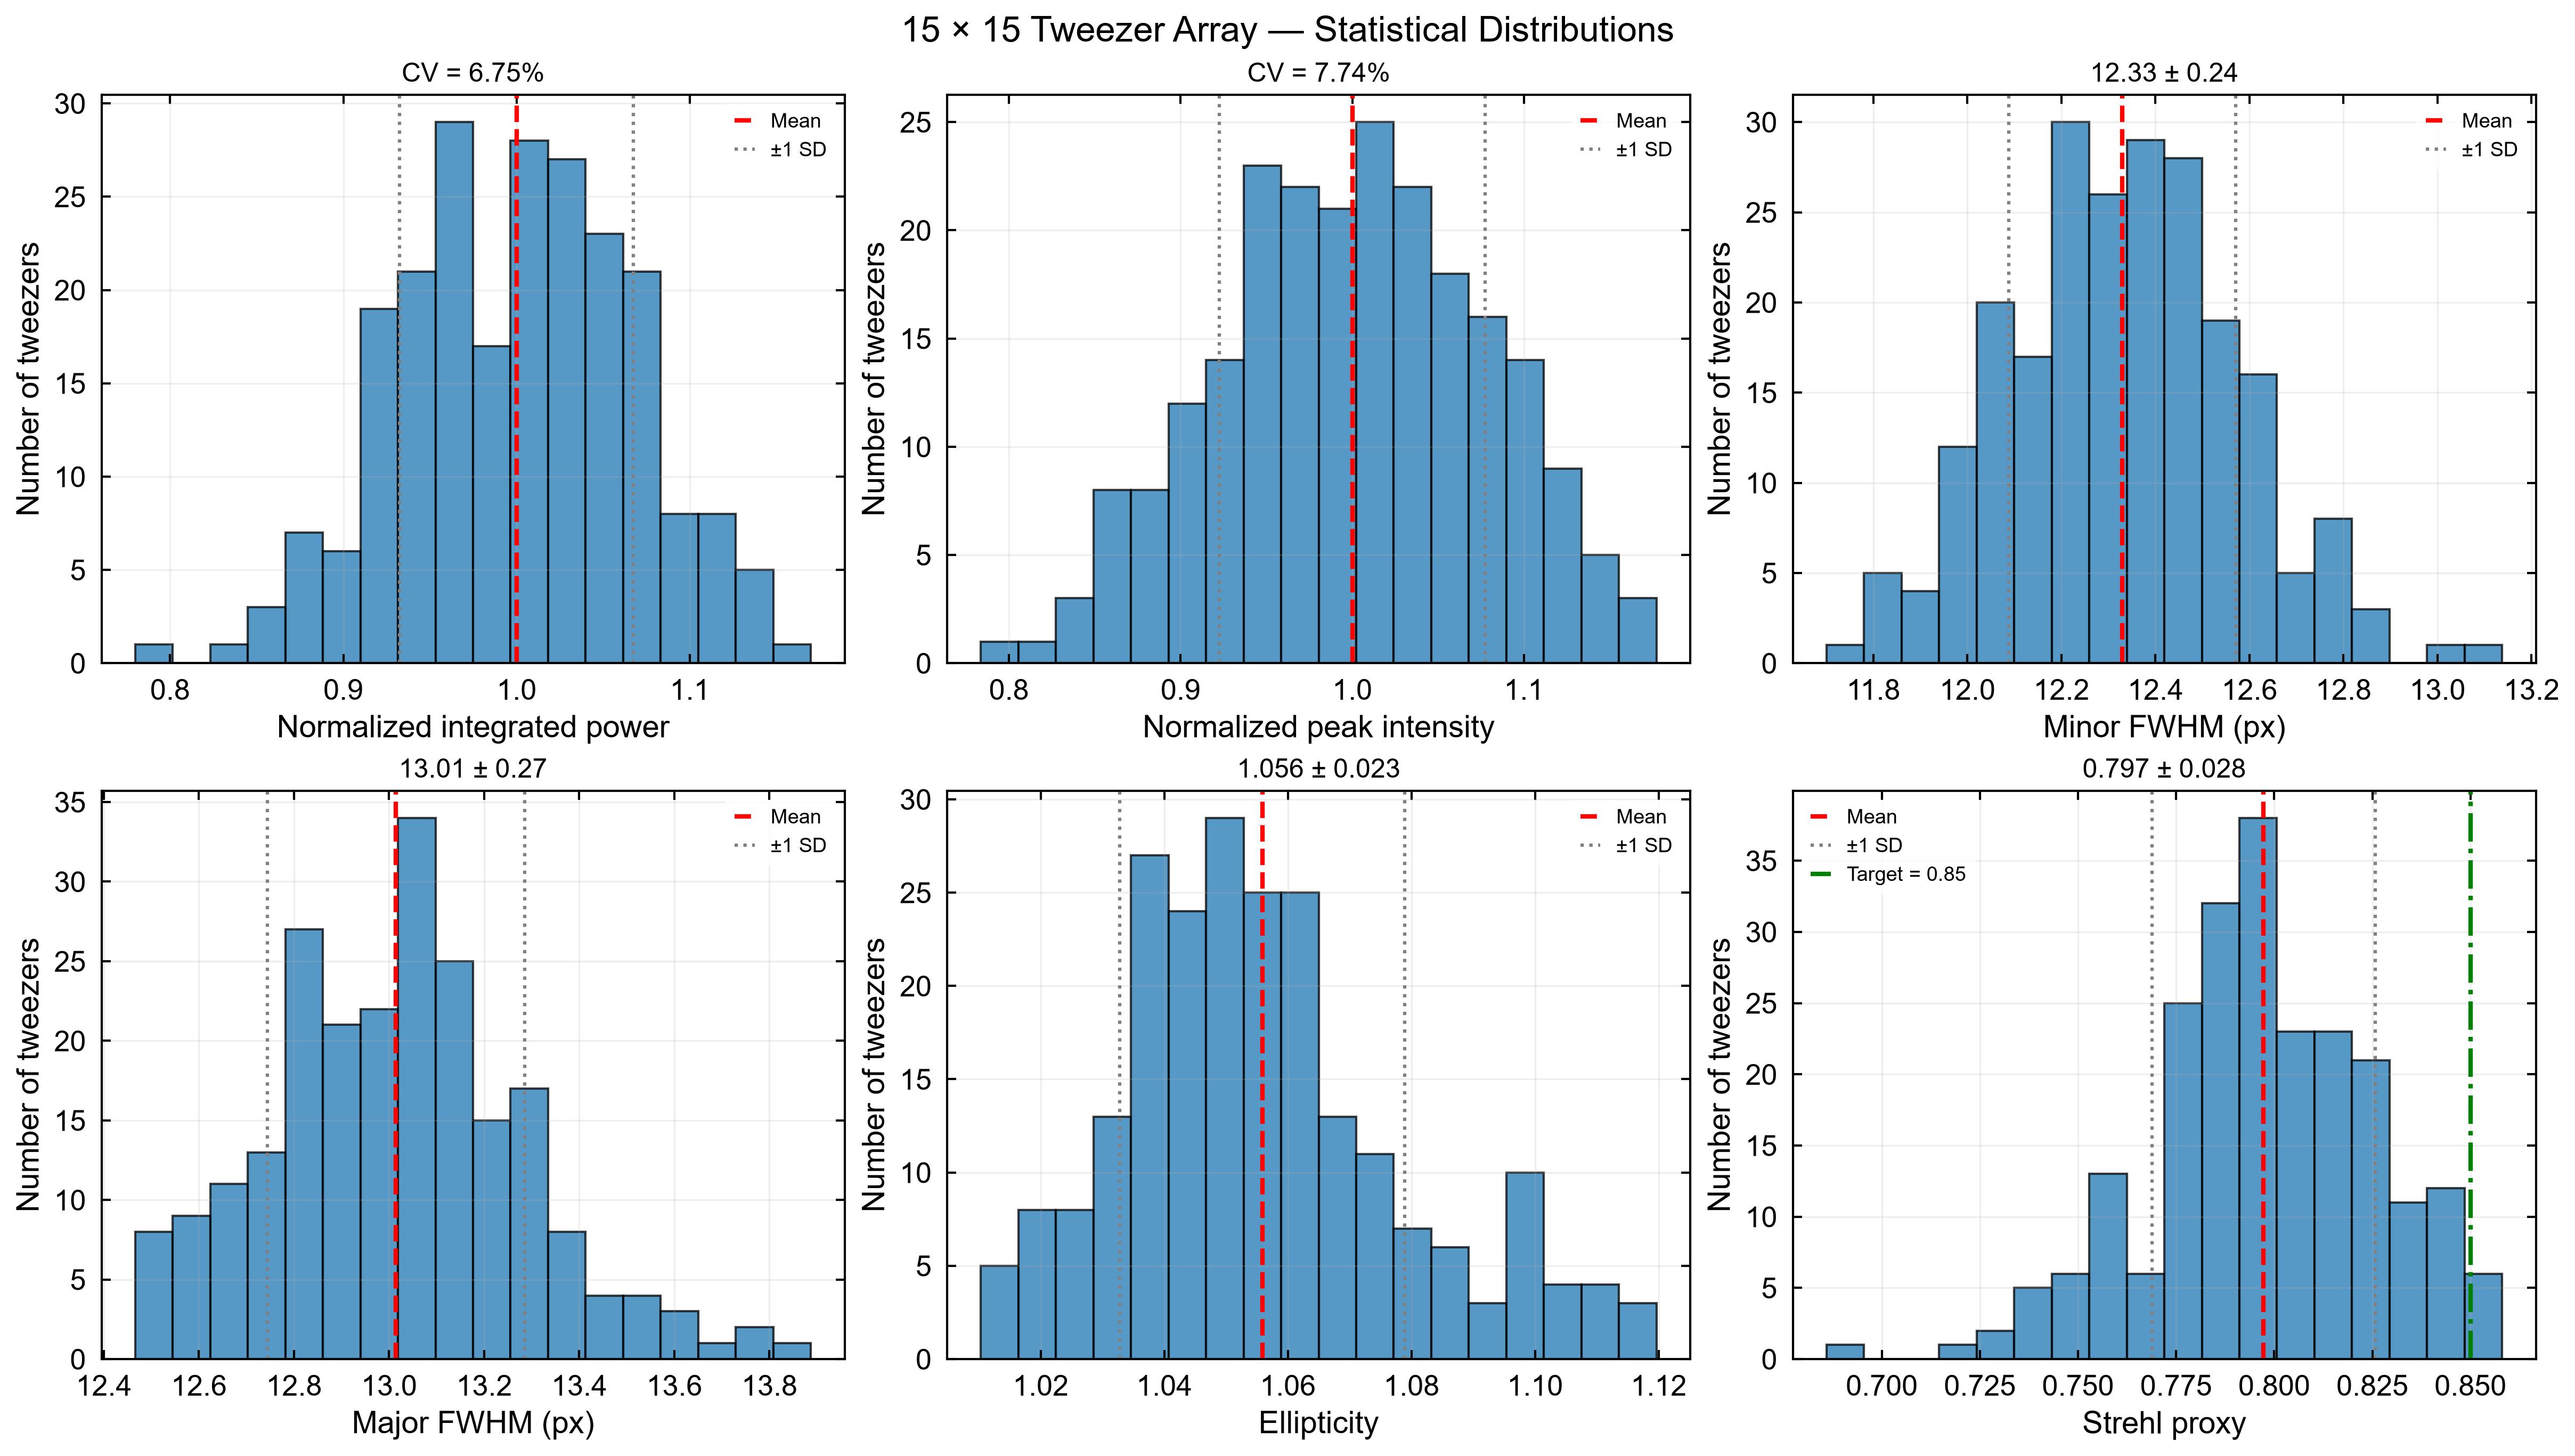 15 × 15 Tweezer Array — Statistical Distributions
CV = 6.75%
Number of tweezers
30
25
20
15
10
5
0
0.8 0.9 1.0 1.1
Normalized integrated power
Mean
±1 SD
CV = 7.74%
Number of tweezers
25
20
15
10
5
0
0.8 0.9 1.0 1.1
Normalized peak intensity
Mean
±1 SD
12.33 ± 0.24
Number of tweezers
30
25
20
15
10
5
0
11.8 12.0 12.2 12.4 12.6 12.8 13.0 13.2
Minor FWHM (px)
Mean
±1 SD
13.01 ± 0.27
Number of tweezers
35
30
25
20
15
10
5
0
12.4 12.6 12.8 13.0 13.2 13.4 13.6 13.8
Major FWHM (px)
Mean
±1 SD
1.056 ± 0.023
Number of tweezers
30
25
20
15
10
5
0
1.02 1.04 1.06 1.08 1.10 1.12
Ellipticity
Mean
±1 SD
0.797 ± 0.028
Number of tweezers
35
30
25
20
15
10
5
0
0.700 0.725 0.750 0.775 0.800 0.825 0.850
Strehl proxy
Mean
±1 SD
Target = 0.85